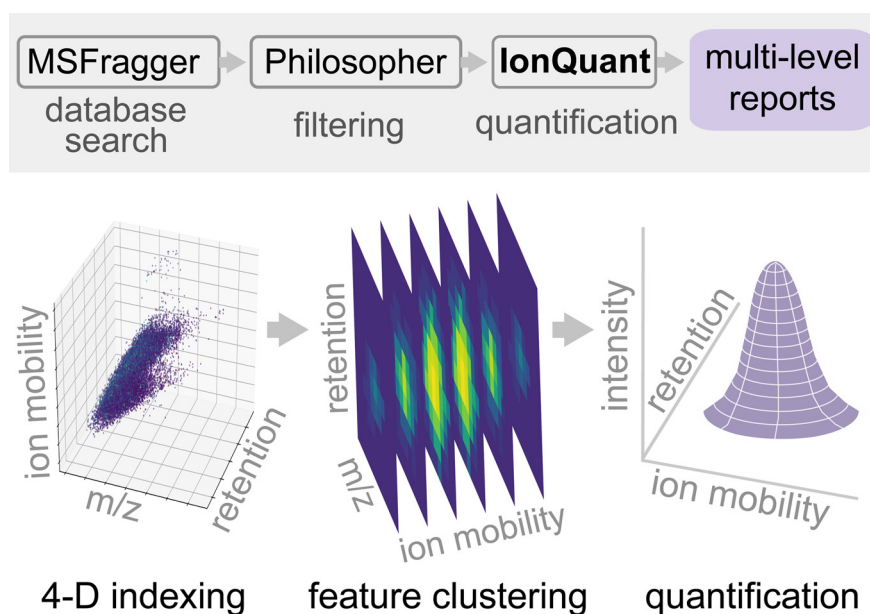 MSFragger
Philosopher
IonQuant
multi-level
reports
database
search
filtering
quantification
ion mobility
m/z
retention
retention
m/z
ion mobility
intensity
retention
ion mobility
4-D indexing
feature clustering
quantification